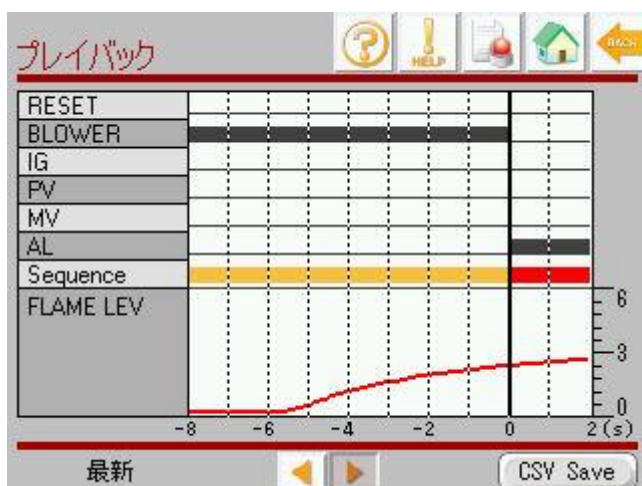 プレイバック
HELP
BACK
RESET
BLOWER
IG
PV
MV
AL
Sequence
FLAME LEV
6
3
0
-8 -6 -4 -2 0 2(s)
最新
CSV Save